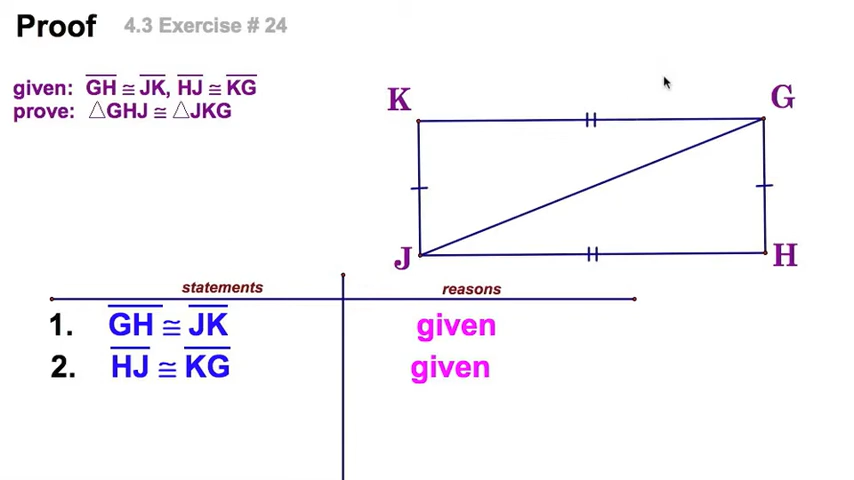 Proof 4.3 Exercise # 24
given: GH ≅ JK, HJ ≅ KG
prove: △GHJ ≅ △JKG
K
G
J
H
statements reasons
1. GH ≅ JK given
2. HJ ≅ KG given